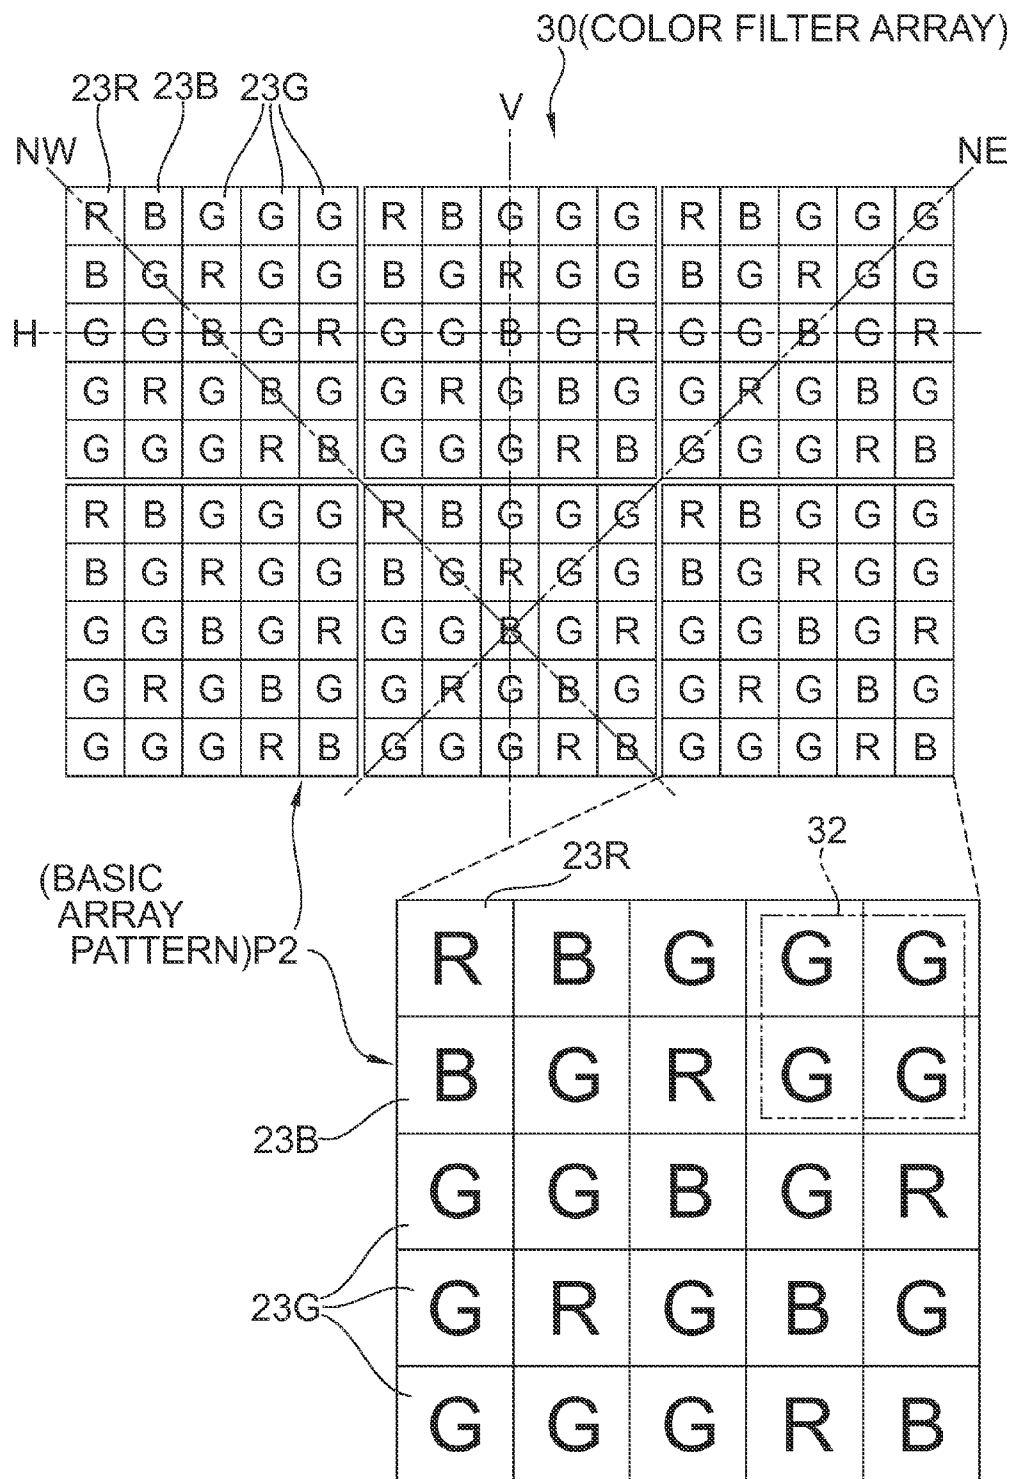 30(COLOR FILTER ARRAY)
23R 23B 23G
V
NW NE
R B G G G R B G G G R B G G G
B G R G G B G R G G B G R G G
H G G B G R G G B G R G G B G R
G R G B G G R G B G G R G B G
G G G R B G G G R B G G G R B
R B G G G R B G G G R B G G G
B G R G G B G R G G B G R G G
G G B G R G G B G R G G B G R
G R G B G G R G B G G R G B G
G G G R B G G G R B G G G R B
32
23R
(BASIC
ARRAY
PATTERN)P2
R B G G G
B G R G G
23B
G G B G R
23G
G R G B G
G G G R B